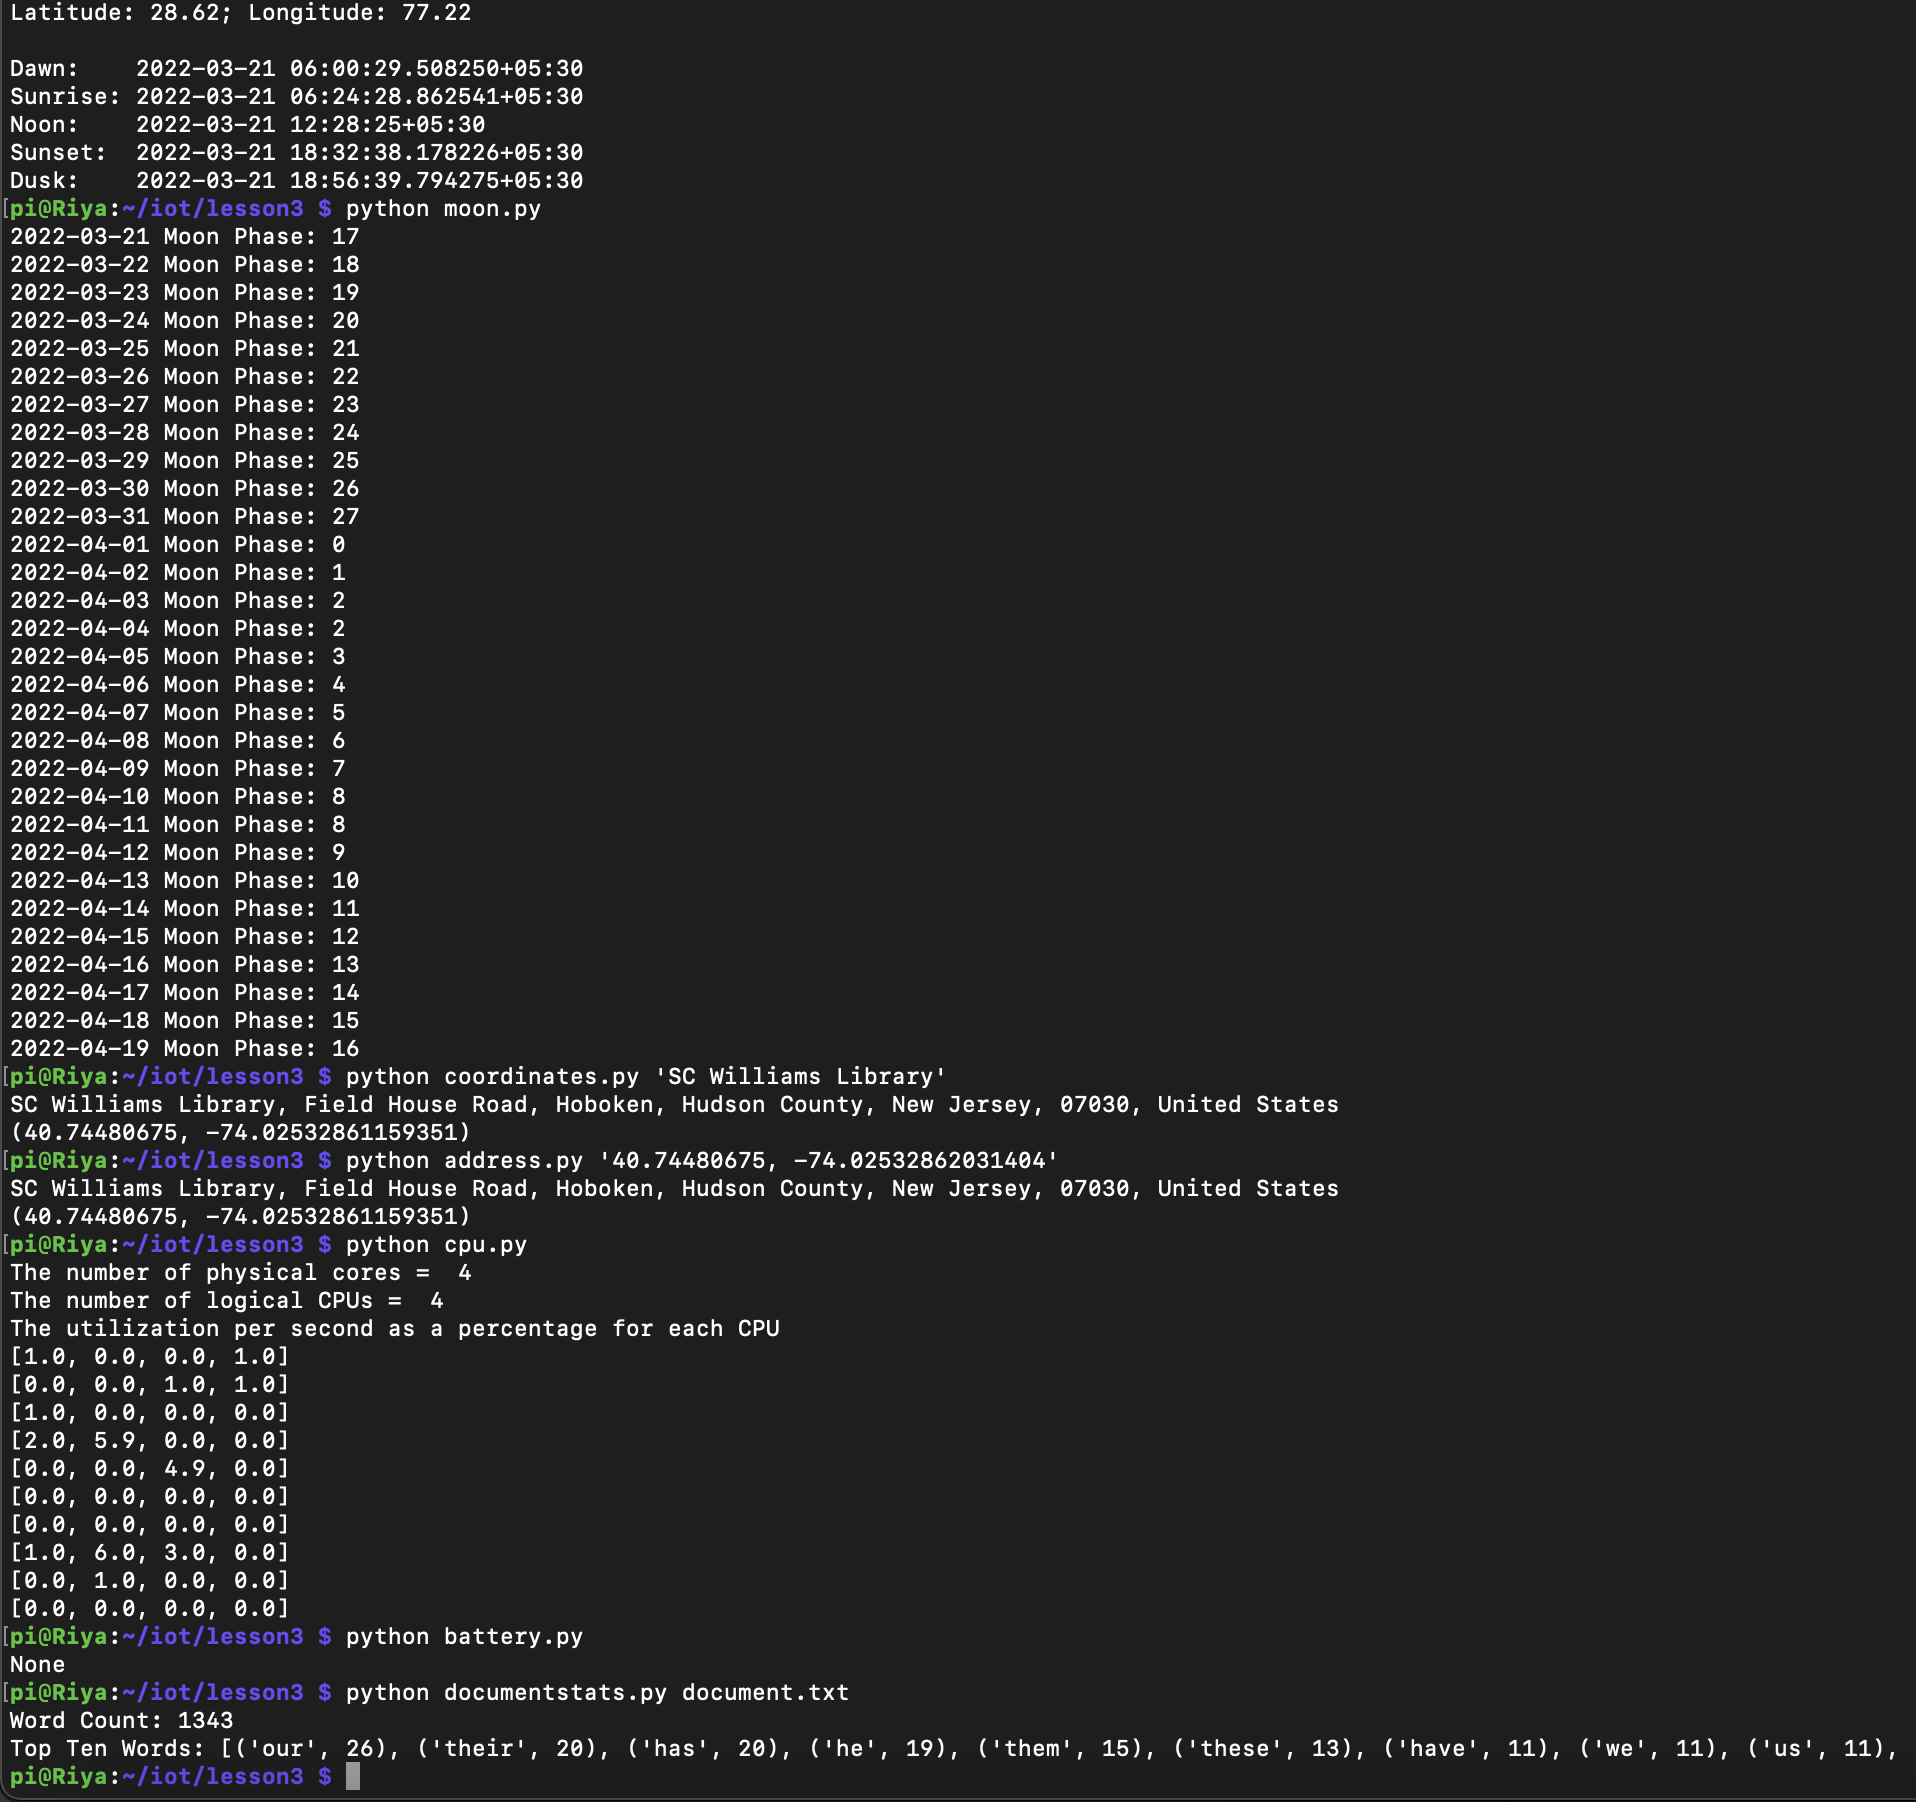 Latitude: 28.62; Longitude: 77.22
Dawn:    2022-03-21 06:00:29.508250+05:30
Sunrise: 2022-03-21 06:24:28.862541+05:30
Noon:    2022-03-21 12:28:25+05:30
Sunset:  2022-03-21 18:32:38.178226+05:30
Dusk:    2022-03-21 18:56:39.794275+05:30
[pi@Riya:~/iot/lesson3 $ python moon.py
2022-03-21 Moon Phase: 17
2022-03-22 Moon Phase: 18
2022-03-23 Moon Phase: 19
2022-03-24 Moon Phase: 20
2022-03-25 Moon Phase: 21
2022-03-26 Moon Phase: 22
2022-03-27 Moon Phase: 23
2022-03-28 Moon Phase: 24
2022-03-29 Moon Phase: 25
2022-03-30 Moon Phase: 26
2022-03-31 Moon Phase: 27
2022-04-01 Moon Phase: 0
2022-04-02 Moon Phase: 1
2022-04-03 Moon Phase: 2
2022-04-04 Moon Phase: 2
2022-04-05 Moon Phase: 3
2022-04-06 Moon Phase: 4
2022-04-07 Moon Phase: 5
2022-04-08 Moon Phase: 6
2022-04-09 Moon Phase: 7
2022-04-10 Moon Phase: 8
2022-04-11 Moon Phase: 8
2022-04-12 Moon Phase: 9
2022-04-13 Moon Phase: 10
2022-04-14 Moon Phase: 11
2022-04-15 Moon Phase: 12
2022-04-16 Moon Phase: 13
2022-04-17 Moon Phase: 14
2022-04-18 Moon Phase: 15
2022-04-19 Moon Phase: 16
[pi@Riya:~/iot/lesson3 $ python coordinates.py 'SC Williams Library'
SC Williams Library, Field House Road, Hoboken, Hudson County, New Jersey, 07030, United States
(40.74480675, -74.02532861159351)
[pi@Riya:~/iot/lesson3 $ python address.py '40.74480675, -74.02532862031404'
SC Williams Library, Field House Road, Hoboken, Hudson County, New Jersey, 07030, United States
(40.74480675, -74.02532861159351)
[pi@Riya:~/iot/lesson3 $ python cpu.py
The number of physical cores =  4
The number of logical CPUs =  4
The utilization per second as a percentage for each CPU
[1.0, 0.0, 0.0, 1.0]
[0.0, 0.0, 1.0, 1.0]
[1.0, 0.0, 0.0, 0.0]
[2.0, 5.9, 0.0, 0.0]
[0.0, 0.0, 4.9, 0.0]
[0.0, 0.0, 0.0, 0.0]
[0.0, 0.0, 0.0, 0.0]
[1.0, 6.0, 3.0, 0.0]
[0.0, 1.0, 0.0, 0.0]
[0.0, 0.0, 0.0, 0.0]
[pi@Riya:~/iot/lesson3 $ python battery.py
None
[pi@Riya:~/iot/lesson3 $ python documentstats.py document.txt
Word Count: 1343
Top Ten Words: [('our', 26), ('their', 20), ('has', 20), ('he', 19), ('them', 15), ('these', 13), ('have', 11), ('we', 11), ('us', 11),
pi@Riya:~/iot/lesson3 $